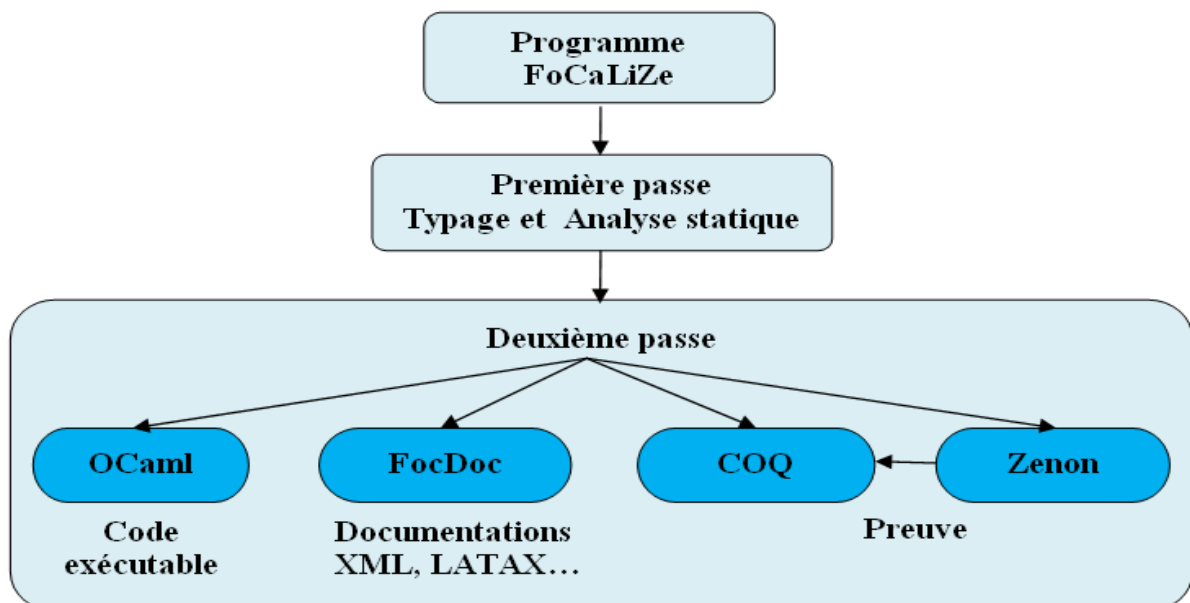 Programme
FoCaLiZe
Première passe
Typage et Analyse statique
Deuxième passe
OCaml
FocDoc
COQ
Zenon
Code
exécutable
Documentations
XML, LATAX…
Preuve